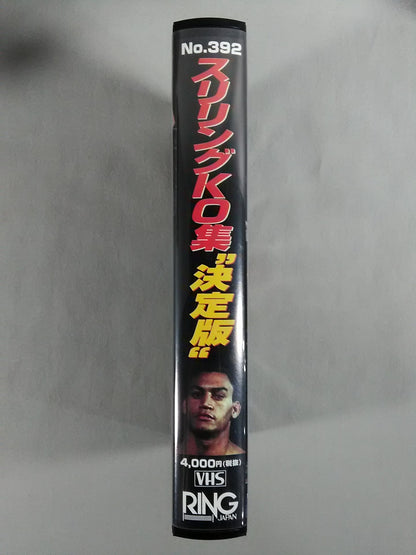 No.392
スリリングKO集
”決定版“
4,000円(税抜)
VHS
RING
JAPAN